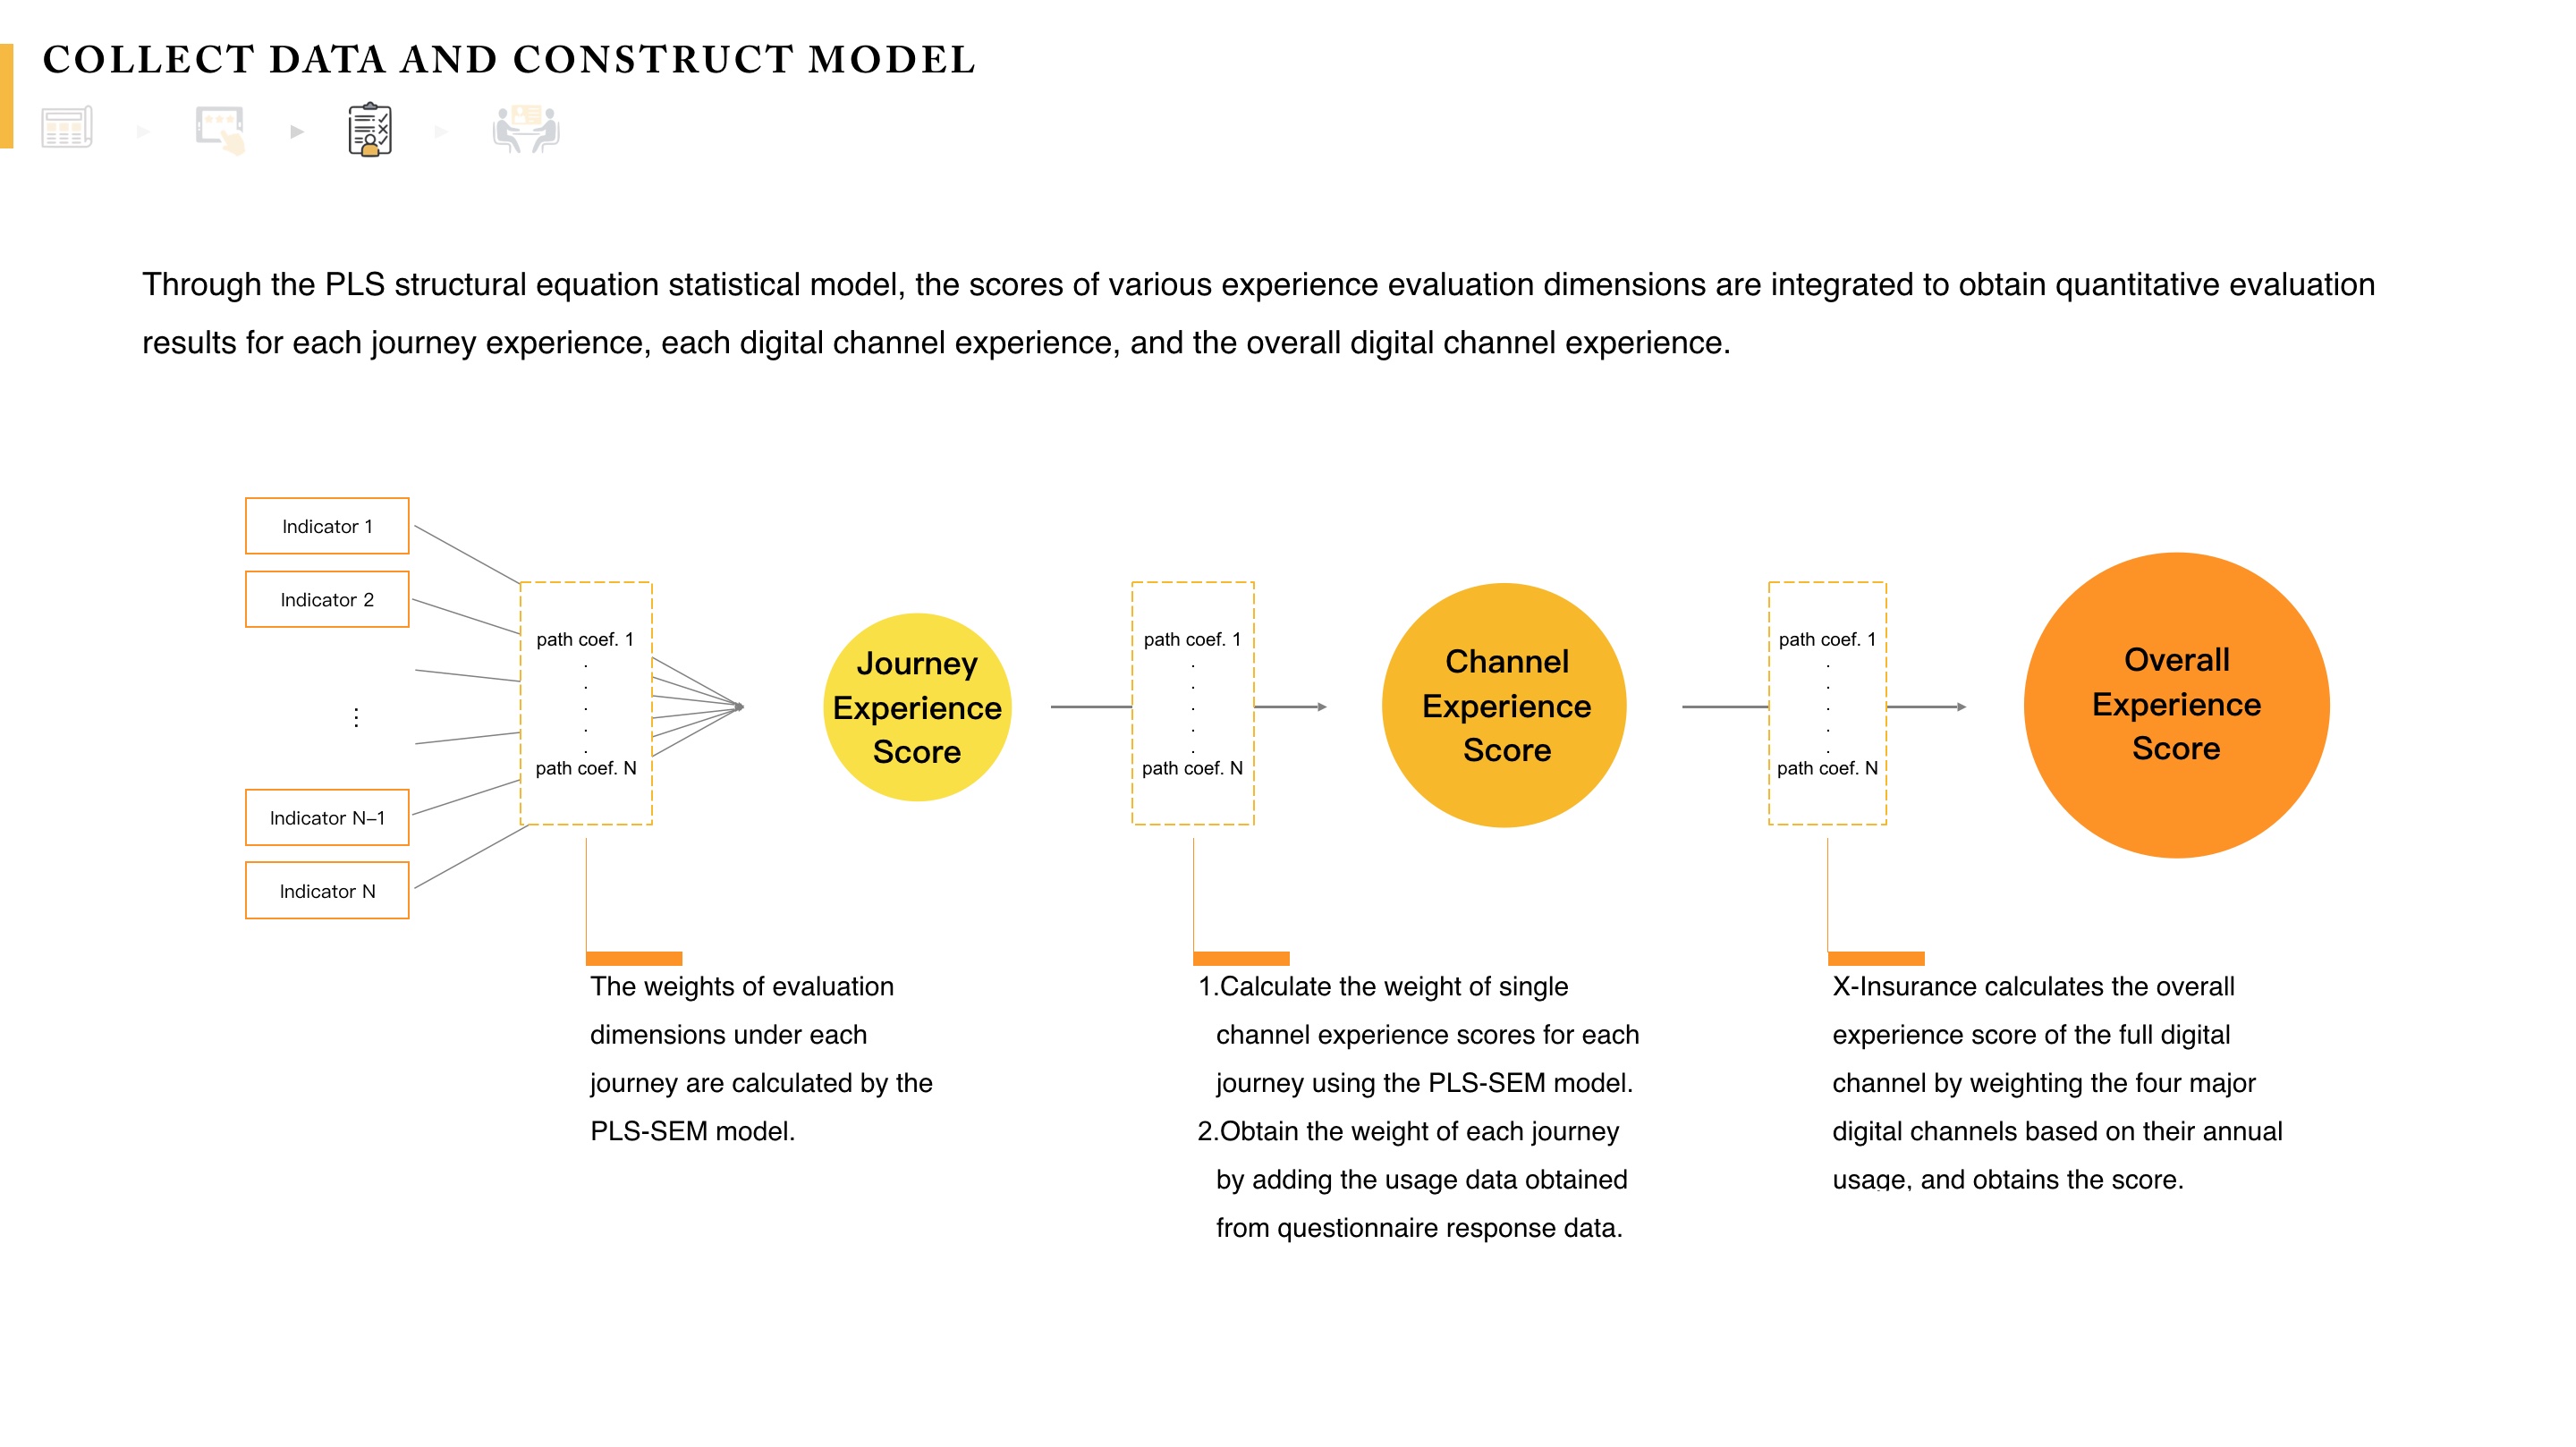 COLLECT DATA AND CONSTRUCT MODEL
Through the PLS structural equation statistical model, the scores of various experience evaluation dimensions are integrated to obtain quantitative evaluation
results for each journey experience, each digital channel experience, and the overall digital channel experience.
Indicator 1
Indicator 2
⋮
Indicator N–1
Indicator N
path coef. 1
.
.
.
.
.
path coef. N
Journey
Experience
Score
path coef. 1
.
.
.
.
.
path coef. N
Channel
Experience
Score
path coef. 1
.
.
.
.
.
path coef. N
Overall
Experience
Score
The weights of evaluation
dimensions under each
journey are calculated by the
PLS-SEM model.
1.Calculate the weight of single
channel experience scores for each
journey using the PLS-SEM model.
2.Obtain the weight of each journey
by adding the usage data obtained
from questionnaire response data.
X-Insurance calculates the overall
experience score of the full digital
channel by weighting the four major
digital channels based on their annual
usage, and obtains the score.